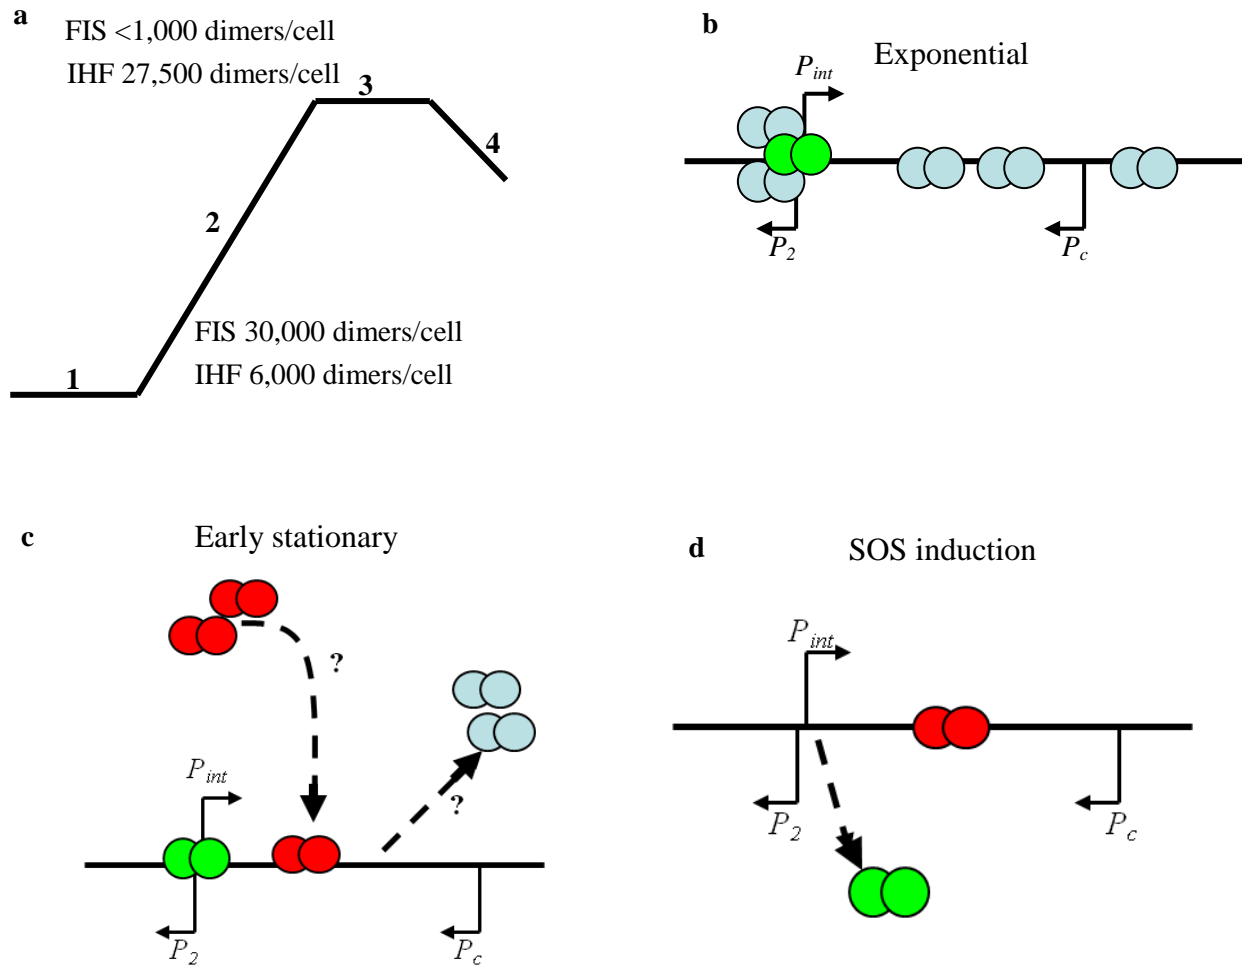 a
FIS <1,000 dimers/cell
IHF 27,500 dimers/cell
3
4
2
FIS 30,000 dimers/cell
IHF 6,000 dimers/cell
1
b
Exponential
Pint
P2
Pc
c
Early stationary
?
?
Pint
P2
Pc
d
SOS induction
Pint
P2
Pc